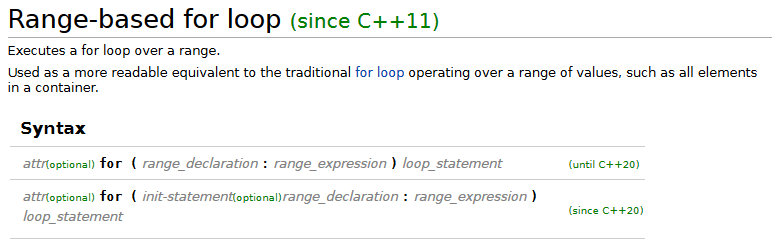 Range-based for loop (since C++11)
Executes a for loop over a range.
Used as a more readable equivalent to the traditional for loop operating over a range of values, such as all elements
in a container.
Syntax
attr(optional) for ( range_declaration : range_expression ) loop_statement (until C++20)
attr(optional) for ( init-statement(optional)range_declaration : range_expression )
loop_statement (since C++20)